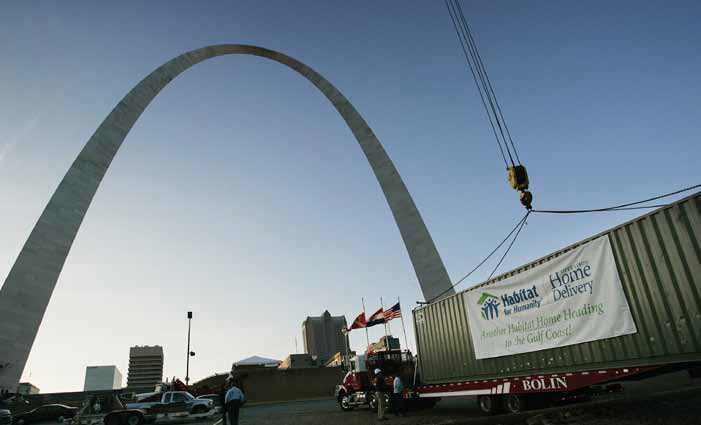 Habitat
for Humanity
Home
Delivery
Another Habitat Home Heading
to the Gulf Coast!
BOLIN